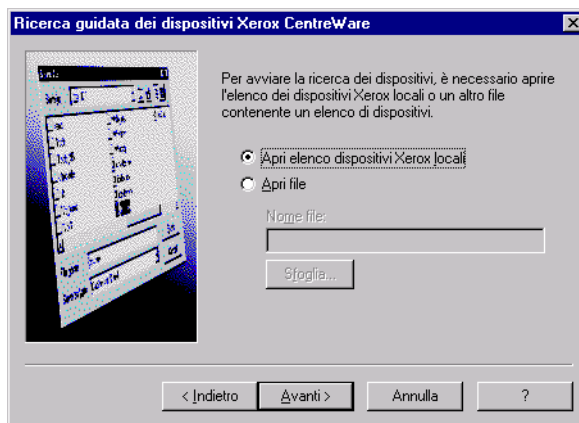 Ricerca guidata dei dispositivi Xerox CentreWare
Per avviare la ricerca dei dispositivi, è necessario aprire
l'elenco dei dispositivi Xerox locali o un altro file
contenente un elenco di dispositivi.
Apri elenco dispositivi Xerox locali
Apri file
Nome file:
Sfoglia...
< Indietro
Avanti >
Annulla
?